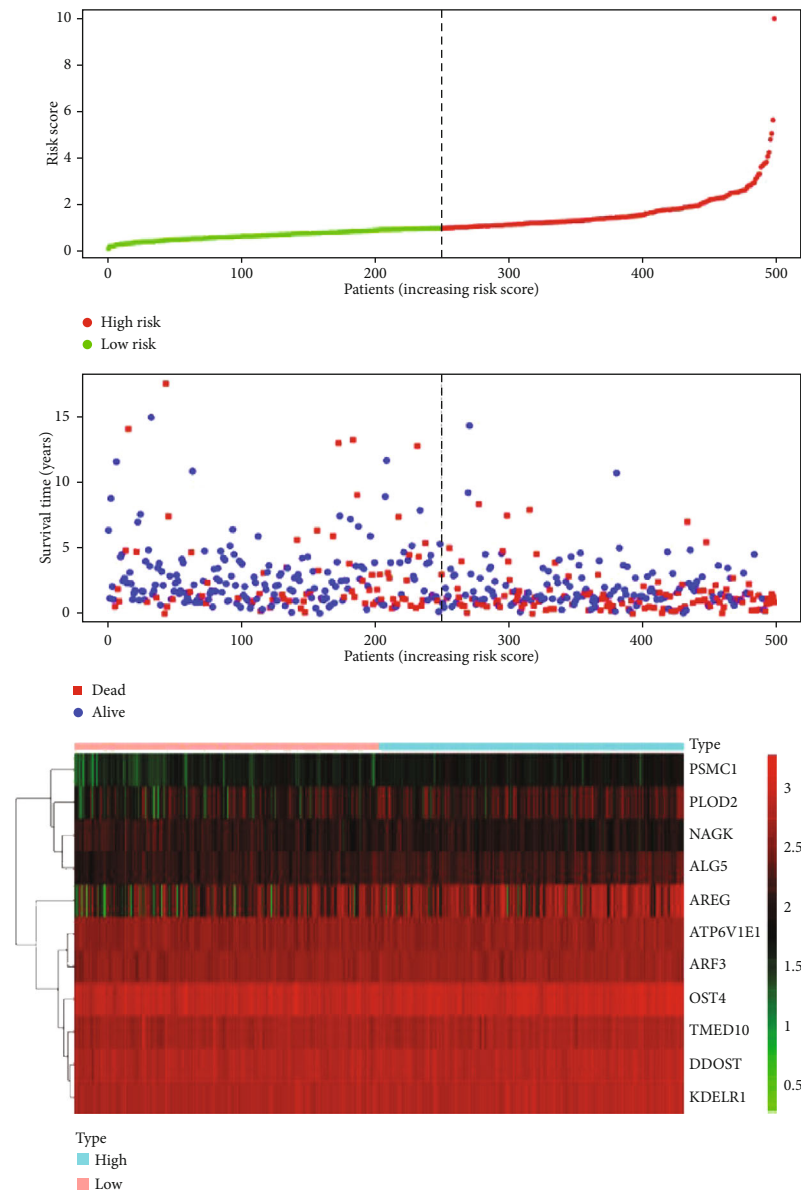 10
8
6
4
2
0
Risk score
0 100 200 300 400 500
Patients (increasing risk score)
High risk
Low risk
15
10
5
0
Survival time (years)
0 100 200 300 400 500
Patients (increasing risk score)
Dead
Alive
Type
PSMC1
PLOD2
NAGK
ALG5
AREG
ATP6V1E1
ARF3
OST4
TMED10
DDOST
KDELR1
3
2.5
2
1.5
1
0.5
Type
High
Low